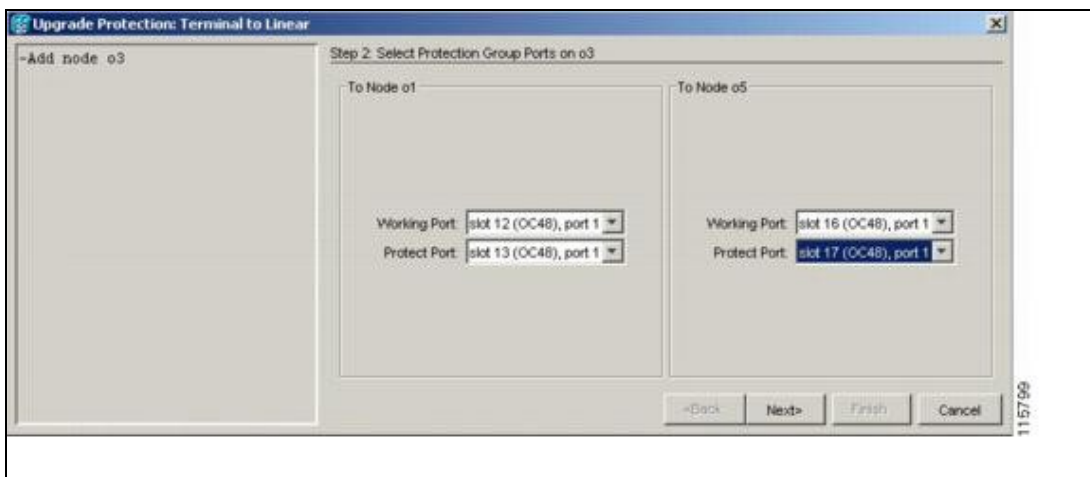 Upgrade Protection: Terminal to Linear
-Add node o3
Step 2: Select Protection Group Ports on o3
To Node o1
Working Port: slot 12 (OC48), port 1
Protect Port: slot 13 (OC48), port 1
To Node o5
Working Port: slot 16 (OC48), port 1
Protect Port: slot 17 (OC48), port 1
<Back
Next>
Finish
Cancel
115799